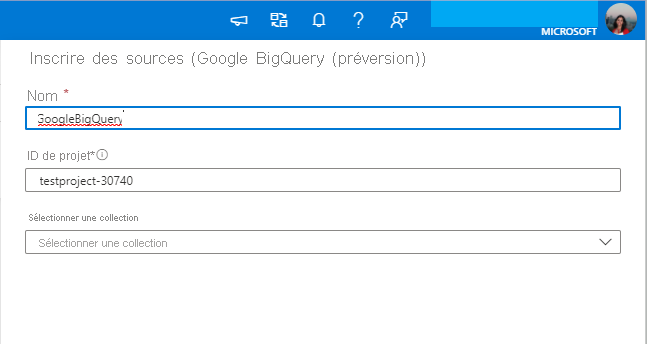 MICROSOFT
Inscrire des sources (Google BigQuery (préversion))
Nom *
GoogleBigQuery
ID de projet*
testproject-30740
Sélectionner une collection
Sélectionner une collection